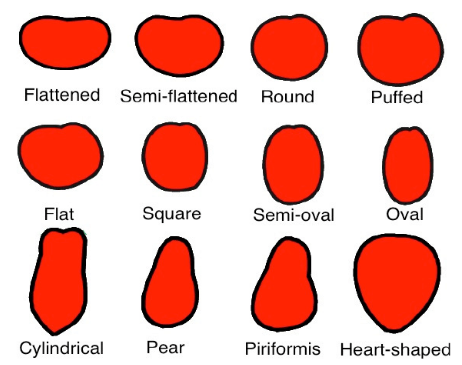 Flattened Semi-flattened Round Puffed
Flat Square Semi-oval Oval
Cylindrical Pear Piriformis Heart-shaped